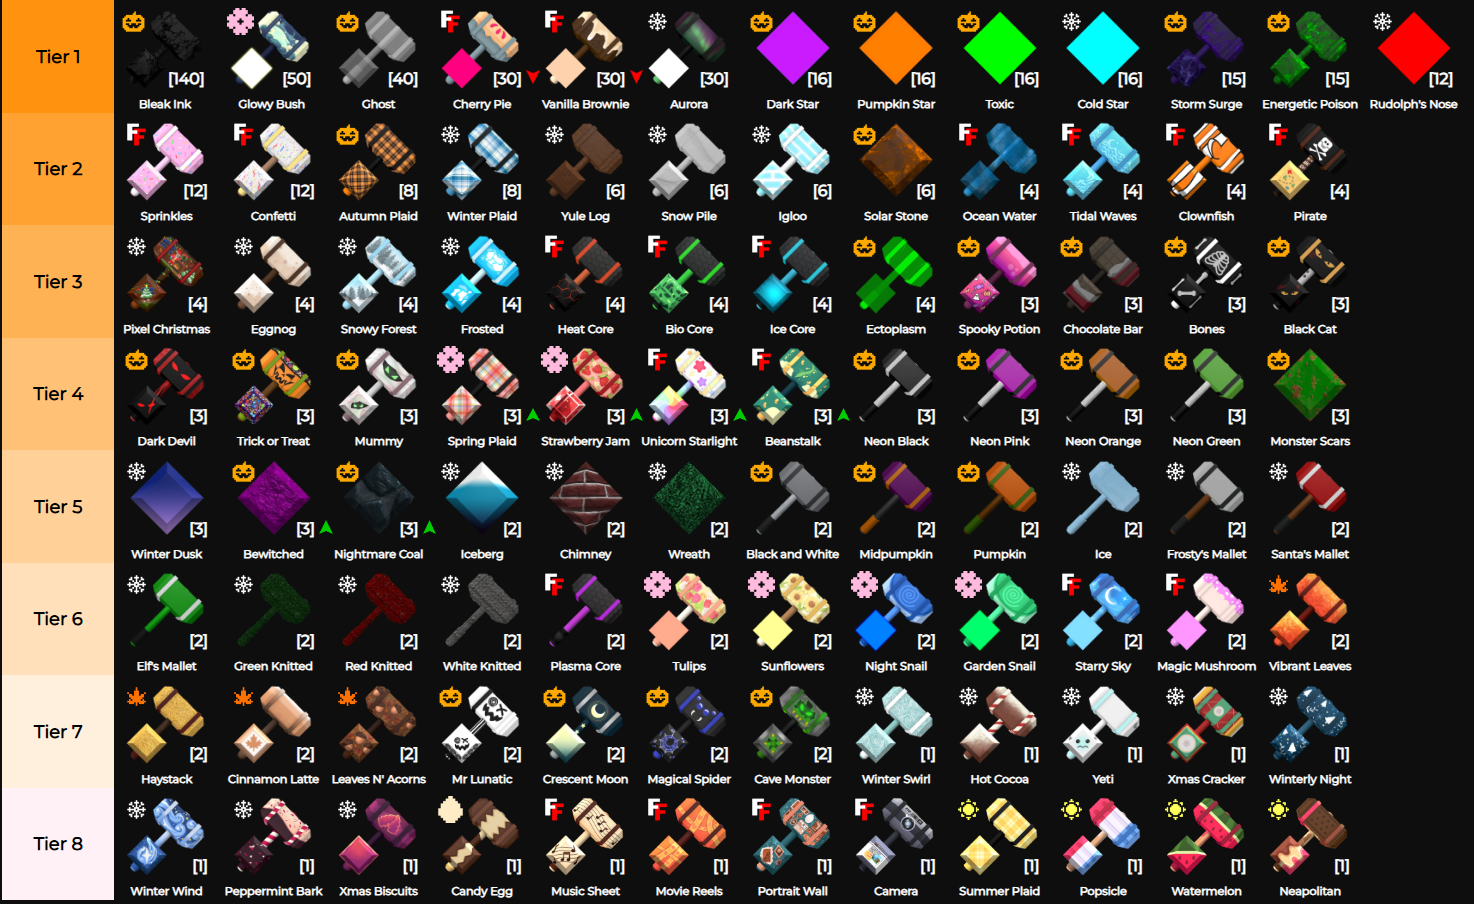 Tier 1
[140] [50] [40] [30] [30] [30] [16] [16] [16] [16] [15] [15] [12]
Bleak Ink Glowy Bush Ghost Cherry Pie Vanilla Brownie Aurora Dark Star Pumpkin Star Toxic Cold Star Storm Surge Energetic Poison Rudolph's Nose
Tier 2
[12] [12] [8] [8] [6] [6] [6] [6] [4] [4] [4] [4]
Sprinkles Confetti Autumn Plaid Winter Plaid Yule Log Snow Pile Igloo Solar Stone Ocean Water Tidal Waves Clownfish Pirate
Tier 3
[4] [4] [4] [4] [4] [4] [4] [4] [3] [3] [3] [3]
Pixel Christmas Eggnog Snowy Forest Frosted Heat Core Bio Core Ice Core Ectoplasm Spooky Potion Chocolate Bar Bones Black Cat
Tier 4
[3] [3] [3] [3] [3] [3] [3] [3] [3] [3] [3] [3]
Dark Devil Trick or Treat Mummy Spring Plaid Strawberry Jam Unicorn Starlight Beanstalk Neon Black Neon Pink Neon Orange Neon Green Monster Scars
Tier 5
[3] [3] [3] [2] [2] [2] [2] [2] [2] [2] [2] [2]
Winter Dusk Bewitched Nightmare Coal Iceberg Chimney Wreath Black and White Midpumpkin Pumpkin Ice Frosty's Mallet Santa's Mallet
Tier 6
[2] [2] [2] [2] [2] [2] [2] [2] [2] [2] [2] [2]
Elf's Mallet Green Knitted Red Knitted White Knitted Plasma Core Tulips Sunflowers Night Snail Garden Snail Starry Sky Magic Mushroom Vibrant Leaves
Tier 7
[2] [2] [2] [2] [2] [2] [2] [1] [1] [1] [1] [1]
Haystack Cinnamon Latte Leaves N' Acorns Mr Lunatic Crescent Moon Magical Spider Cave Monster Winter Swirl Hot Cocoa Yeti Xmas Cracker Winterly Night
Tier 8
[1] [1] [1] [1] [1] [1] [1] [1] [1] [1] [1] [1]
Winter Wind Peppermint Bark Xmas Biscuits Candy Egg Music Sheet Movie Reels Portrait Wall Camera Summer Plaid Popsicle Watermelon Neapolitan